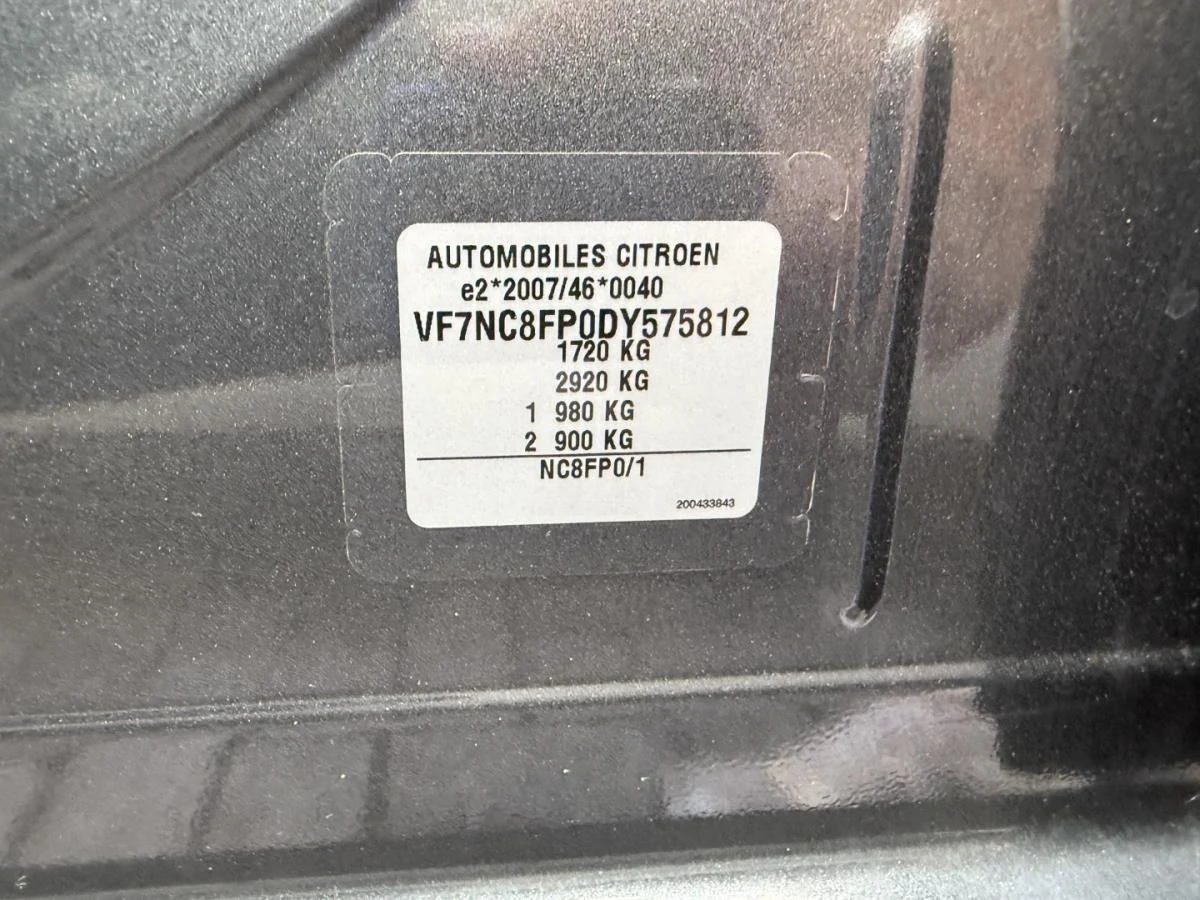 AUTOMOBILES CITROEN
e2*2007/46*0040
VF7NC8FP0DY575812
1720 KG
2920 KG
1 980 KG
2 900 KG
NC8FP0/1
200433843